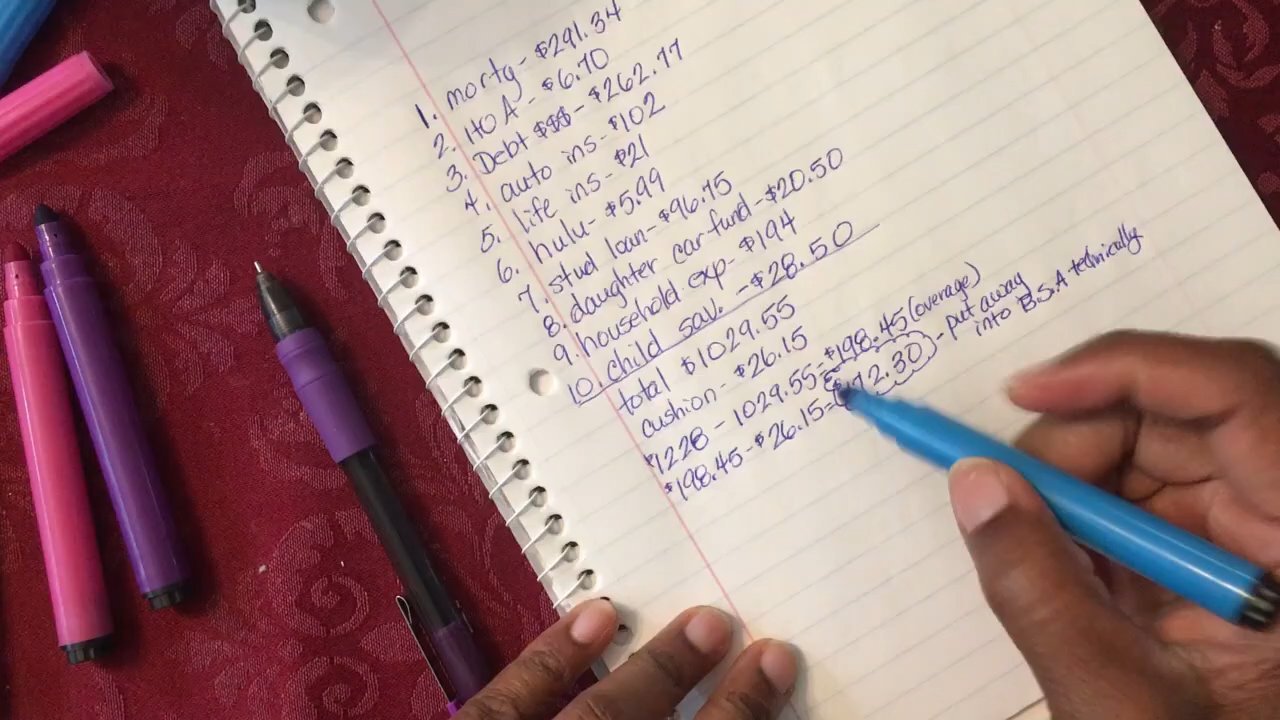 1. mortg - $291.34
2. HOA - $6.70
3. Debt $$$ - $262.77
4. auto ins - $102
5. life ins - $21
6. hulu - $5.99
7. stud loan - $96.75
8. daughter car fund - $20.50
9. household exp - $194
10. child sav. - $28.50
total $1029.55
cushion - $26.15
$1228 - 1029.55 = $198.45 (overage)
$198.45 - $26.15 = $172.30 - put away
into B.S.A technically